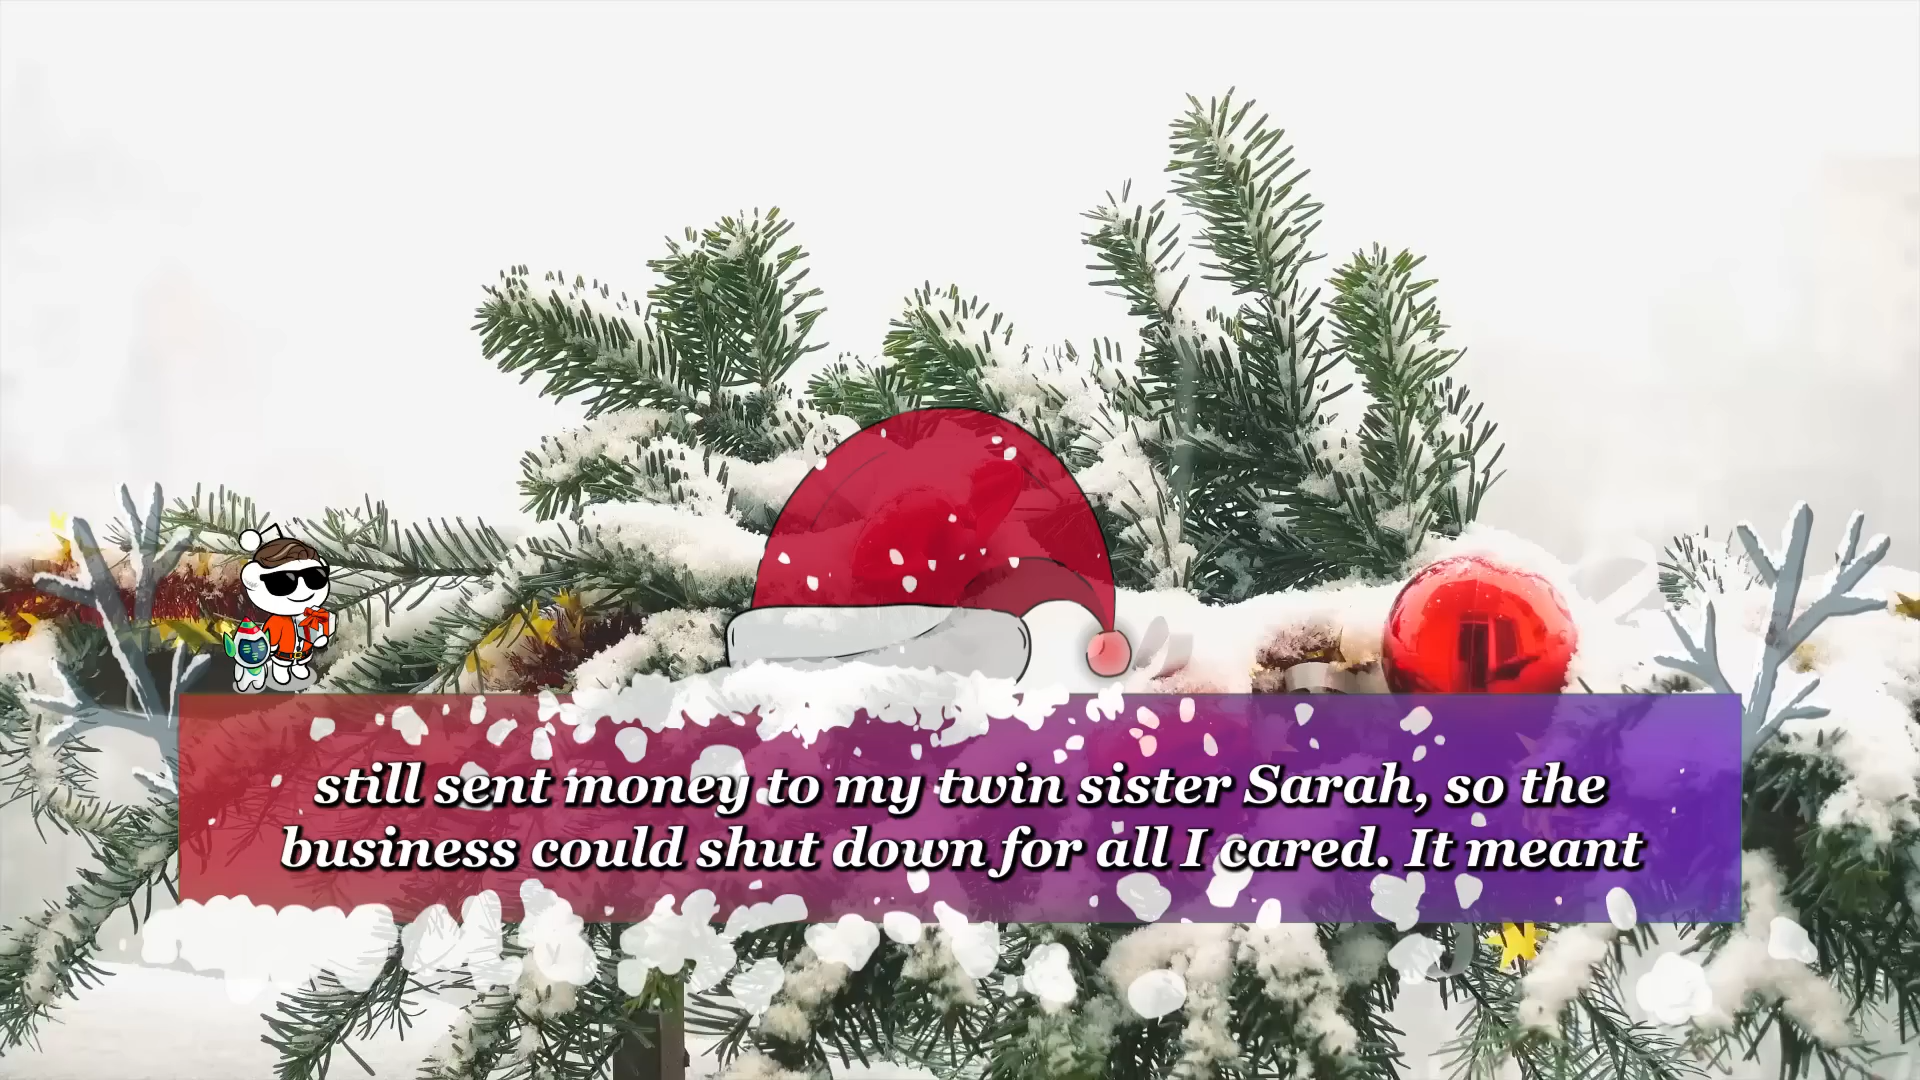 still sent money to my twin sister Sarah, so the
business could shut down for all I cared. It meant